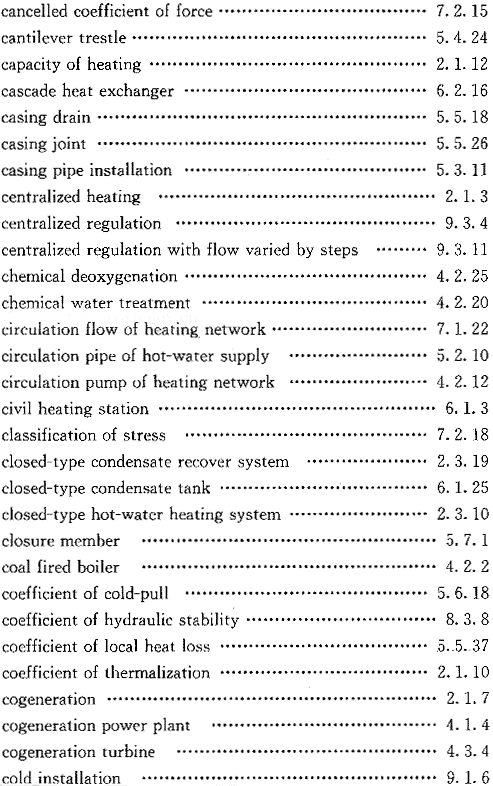 cancelled coefficient of force ································ 7. 2. 15
cantilever trestle ············································· 5. 4. 24
capacity of heating ·········································· 2. 1. 12
cascade heat exchanger ····································· 6. 2. 16
casing drain ··················································· 5. 5. 18
casing joint ··················································· 5. 5. 26
casing pipe installation ····································· 5. 3. 11
centralized heating ·········································· 2. 1. 3
centralized regulation ······································· 9. 3. 4
centralized regulation with flow varied by steps ········· 9. 3. 11
chemical deoxygenation ····································· 4. 2. 25
chemical water treatment ·································· 4. 2. 20
circulation flow of heating network ························ 7. 1. 22
circulation pipe of hot-water supply ····················· 5. 2. 10
circulation pump of heating network ····················· 4. 2. 12
civil heating station ·········································· 6. 1. 3
classification of stress ····································· 7. 2. 18
closed-type condensate recover system ·················· 2. 3. 19
closed-type condensate tank ································ 6. 1. 25
closed-type hot-water heating system ····················· 2. 3. 10
closure member ············································· 5. 7. 1
coal fired boiler ············································· 4. 2. 2
coefficient of cold-pull ····································· 5. 6. 18
coefficient of hydraulic stability ····························· 8. 3. 8
coefficient of local heat loss ································ 5. 5. 37
coefficient of thermalization ································ 2. 1. 10
cogeneration ·················································· 2. 1. 7
cogeneration power plant ·································· 4. 1. 4
cogeneration turbine ······································· 4. 3. 4
cold installation ············································· 9. 1. 6